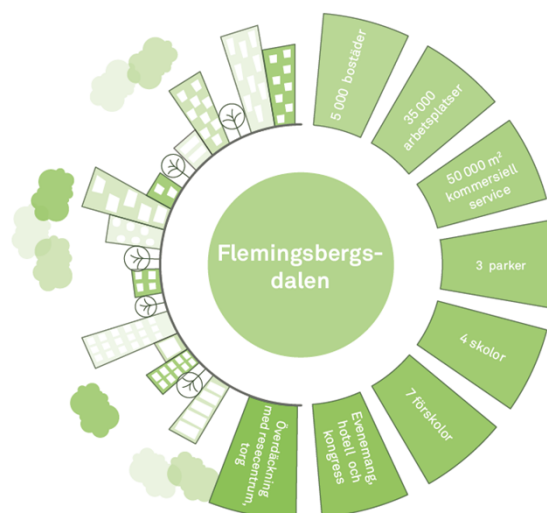 Flemingsbergs-
dalen
5 000 bostäder
35 000
arbetsplatser
50 000 m²
kommersiell
service
3 parker
4 skolor
7 förskolor
Evenemang,
hotell och
kongress
Överdäckning
med resecentrum,
torg